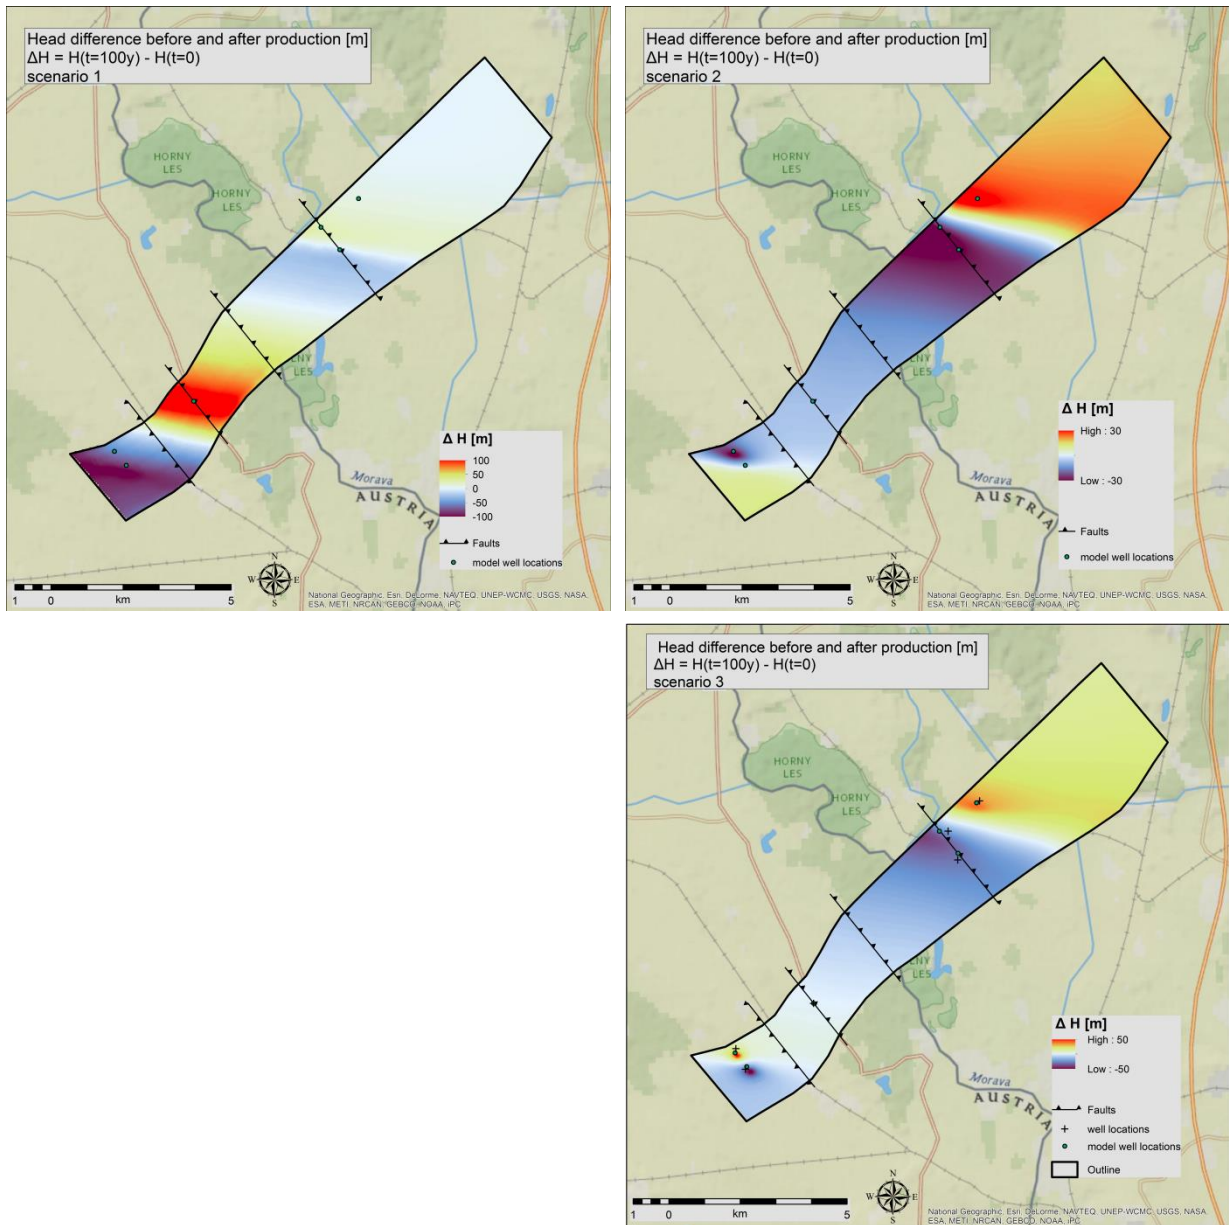 Head difference before and after production [m]
ΔH = H(t=100y) - H(t=0)
scenario 1
HORNY
LES
HORNY
LES
LES
Morava
AUSTRIA
Δ H [m]
100
50
0
-50
-100
Faults
model well locations
N
W
E
S
1 0 5
km
National Geographic, Esri, DeLorme, NAVTEQ, UNEP-WCMC, USGS, NASA,
ESA, METI, NRCAN, GEBCO, NOAA, iPC
Head difference before and after production [m]
ΔH = H(t=100y) - H(t=0)
scenario 2
HORNY
LES
HORNY
LES
LES
Morava
AUSTRIA
Δ H [m]
High : 30
Low : -30
Faults
model well locations
N
W
E
S
1 0 5
km
National Geographic, Esri, DeLorme, NAVTEQ, UNEP-WCMC, USGS, NASA,
ESA, METI, NRCAN, GEBCO, NOAA, iPC
Head difference before and after production [m]
ΔH = H(t=100y) - H(t=0)
scenario 3
HORNY
LES
HORNY
LES
LES
Morava
AUSTRIA
Δ H [m]
High : 50
Low : -50
Faults
well locations
model well locations
Outline
N
W
E
S
1 0 5
km
National Geographic, Esri, DeLorme, NAVTEQ, UNEP-WCMC, USGS, NASA,
ESA, METI, NRCAN, GEBCO, NOAA, iPC